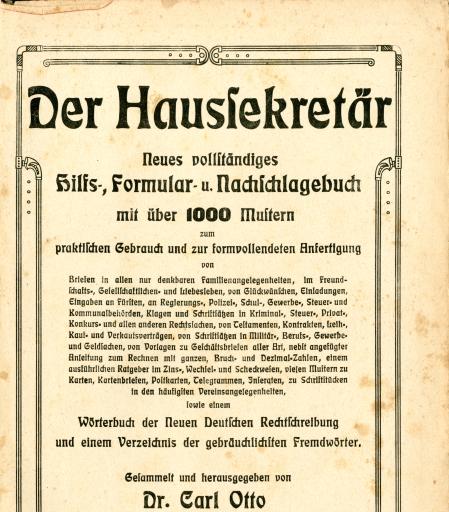 Der Hausſekretär
Neues vollſtändiges
Hilfs-, Formular- u. Nachſchlagebuch
mit über 1000 Muſtern
zum
praktiſchen Gebrauch und zur formvollendeten Anfertigung
von
Briefen in allen nur denkbaren Familienangelegenheiten, im Freund-
ſchafts-, Geſellſchaftlichen- und Liebesleben, von Glückwünſchen, Einladungen,
Eingaben an Fürſten, an Regierungs-, Polizei-, Schul-, Gewerbe-, Steuer- und
Kommunalbehörden, Klagen und Schriftſätzen in Kriminal-, Steuer-, Privat-,
Konkurs- und allen anderen Rechtsſachen, von Teſtamenten, Kontrakten, Leih-,
Kauf- und Verkaufsverträgen, von Schriftſätzen in Militär-, Berufs-, Gewerbe-
und Geldſachen, von Vorlagen zu Geſchäftsbriefen aller Art, nebſt angefügter
Anleitung zum Rechnen mit ganzen, Bruch- und Dezimal-Zahlen, einem
ausführlichen Ratgeber im Zins-, Wechſel- und Scheckweſen, vielen Muſtern zu
Karten, Kartenbriefen, Poſtkarten, Telegrammen, Inſeraten, zu Schriftſtücken
in den häufigſten Vereinsangelegenheiten,
ſowie einem
Wörterbuch der Neuen Deutſchen Rechtſchreibung
und einem Verzeichnis der gebräuchlichſten Fremdwörter.
Geſammelt und herausgegeben von
Dr. Carl Otto